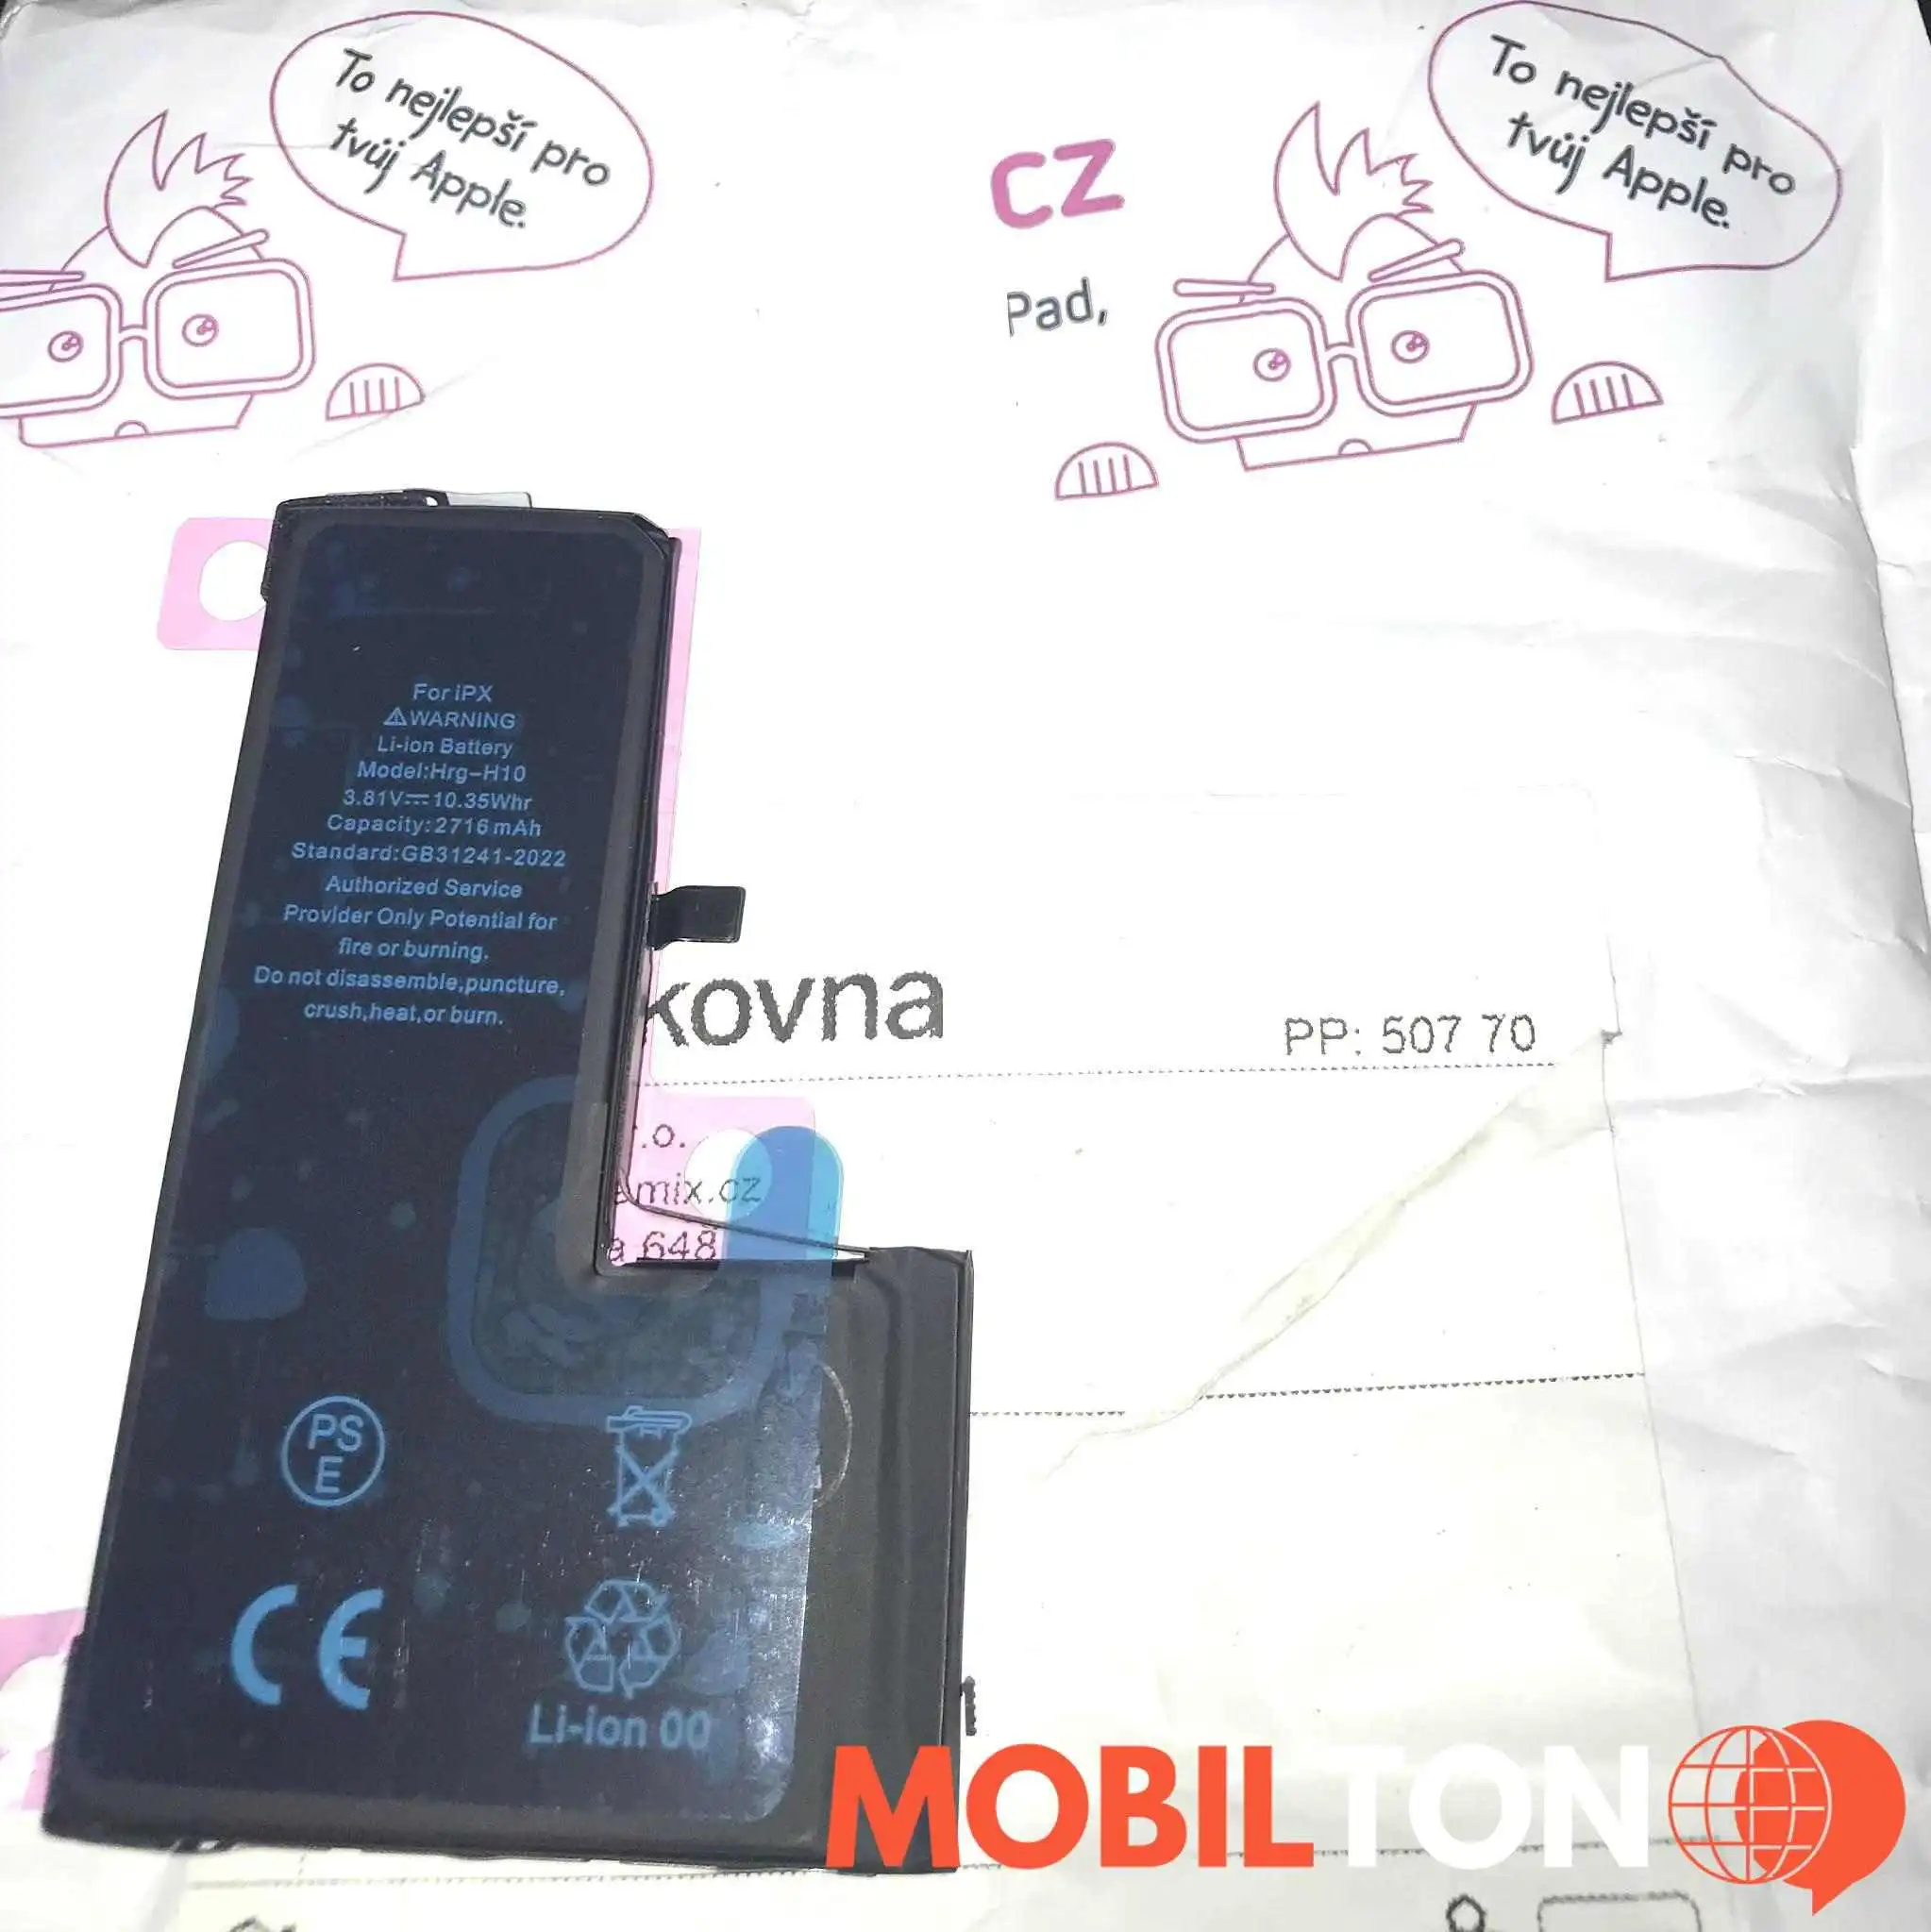 To nejlepší pro
tvůj Apple.
To nejlepší pro
tvůj Apple.
CZ
Pad,
For iPX
WARNING
Li-ion Battery
Model:Hrg-H10
3.81V⎓10.35Whr
Capacity:2716mAh
Standard:GB31241-2022
Authorized Service
Provider Only Potential for
fire or burning.
Do not disassemble,puncture,
crush,heat,or burn.
kovna
PP: 507 70
.o.
amix.cz
a 648
PS
E
CE
Li-ion 00
MOBILTON